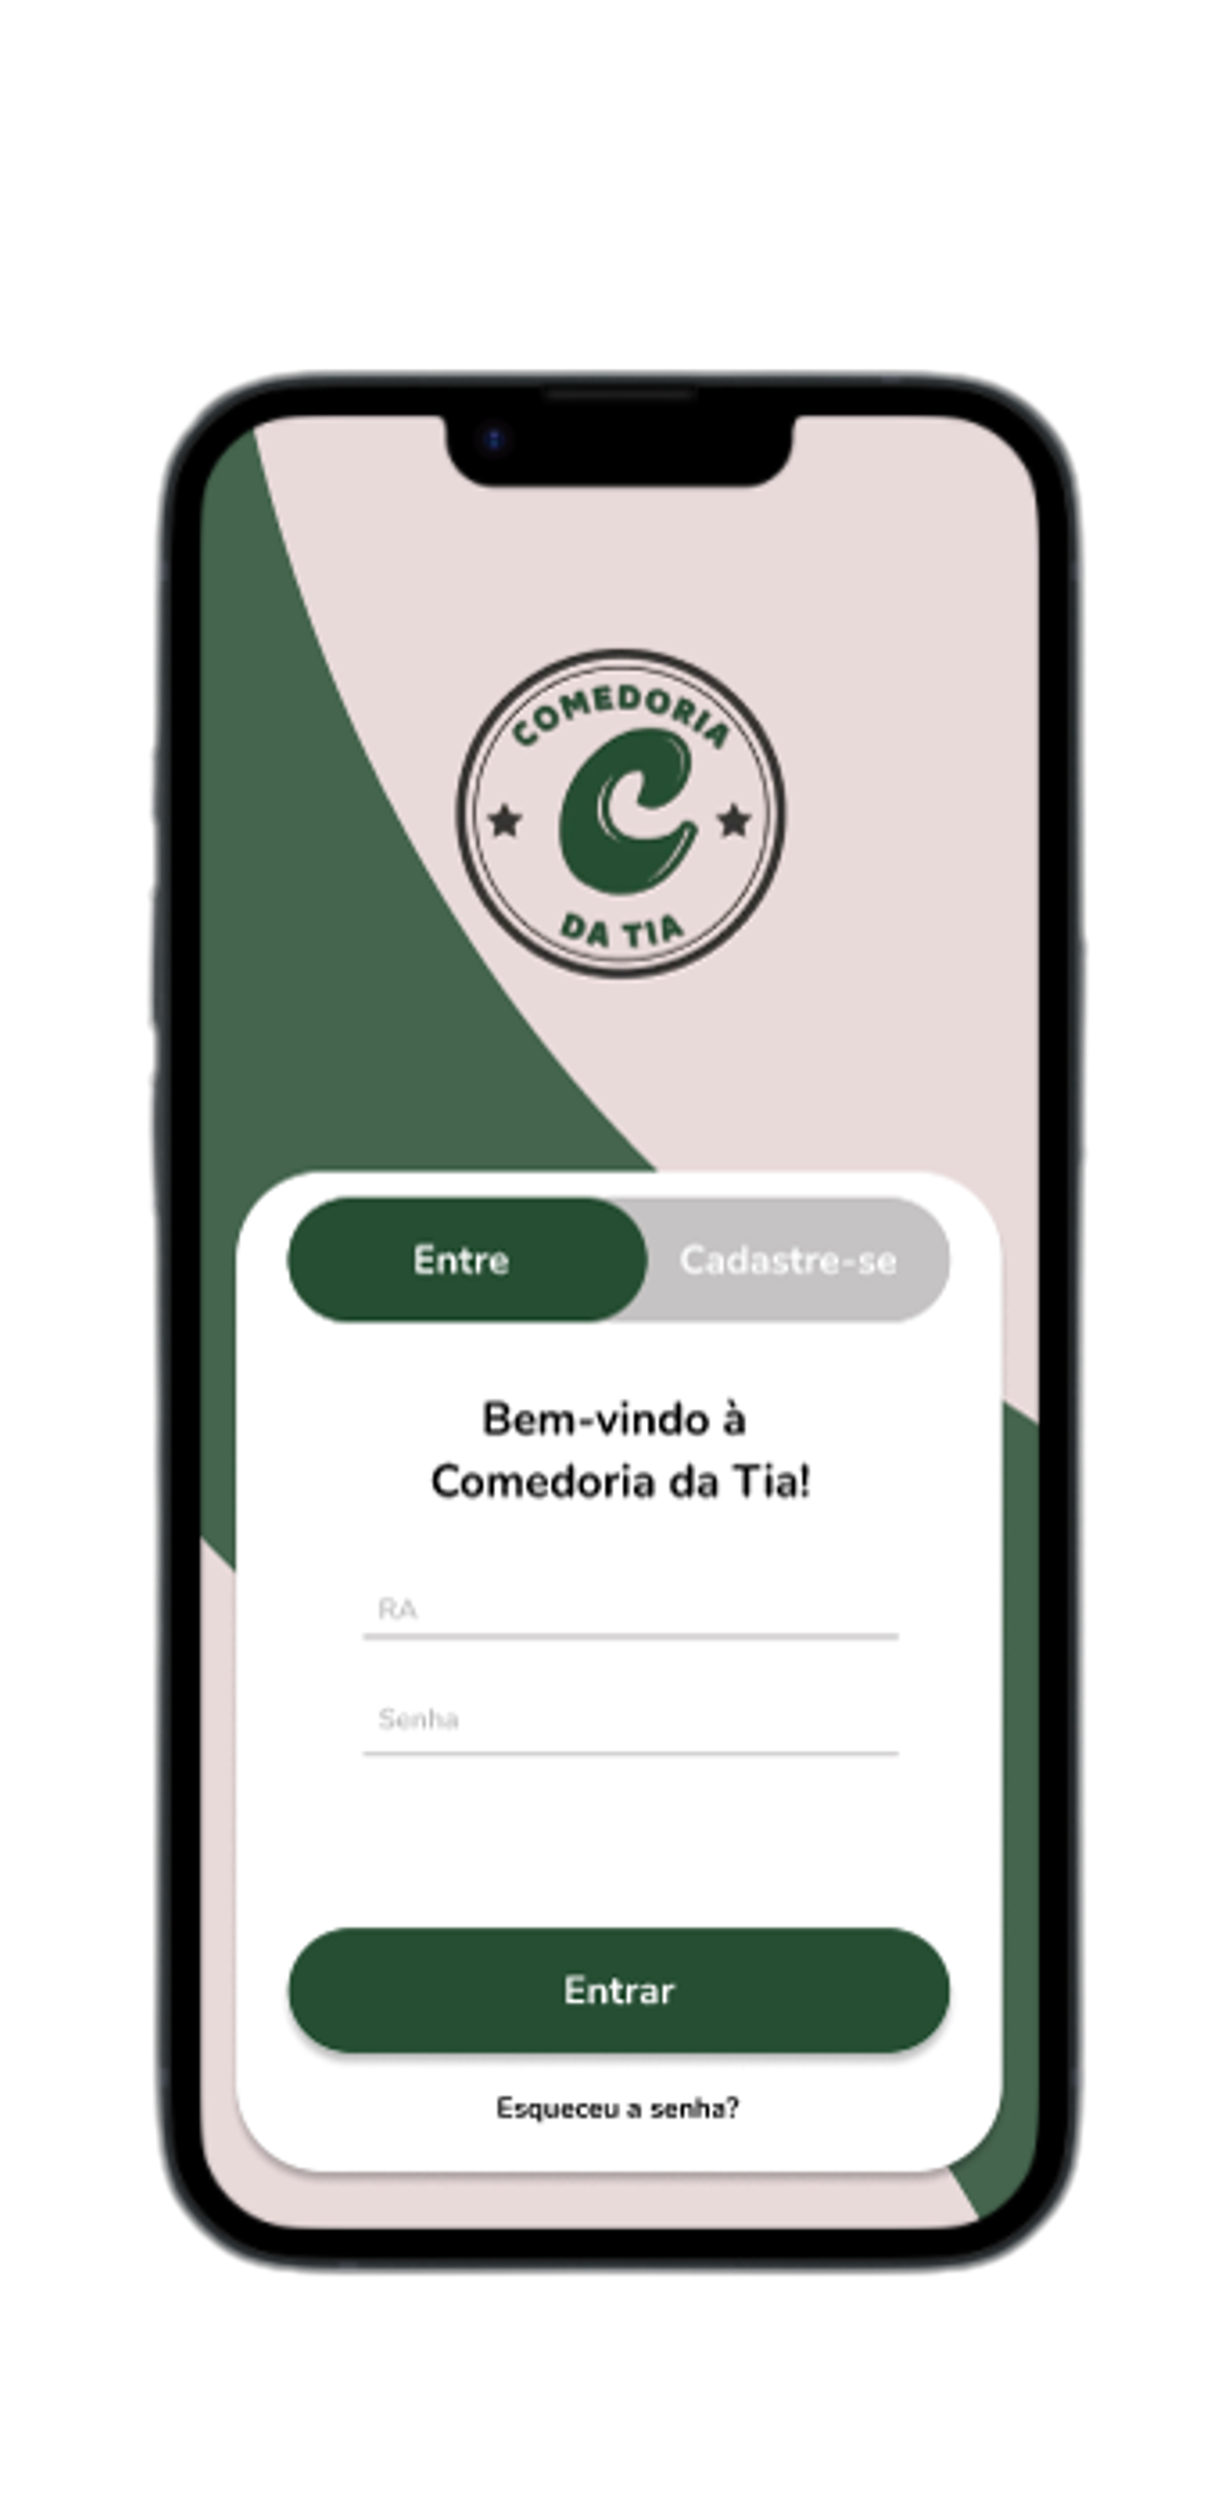 COMEDORIA
C
DA TIA
Entre
Cadastre-se
Bem-vindo à
Comedoria da Tia!
RA
Senha
Entrar
Esqueceu a senha?